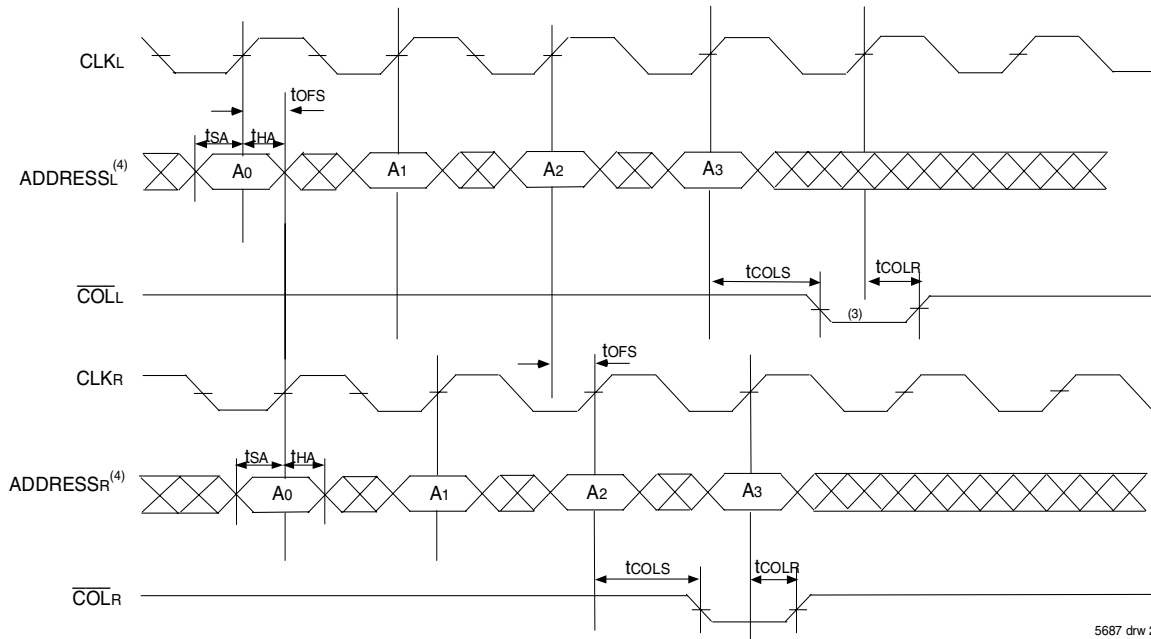 CLKL
tOFS
tSA tHA
ADDRESSL(4) A0 A1 A2 A3
tCOLS tCOLR
COLL (3)
tOFS
CLKR
tSA tHA
ADDRESSR(4) A0 A1 A2 A3
tCOLS tCOLR
COLR
5687 drw 2